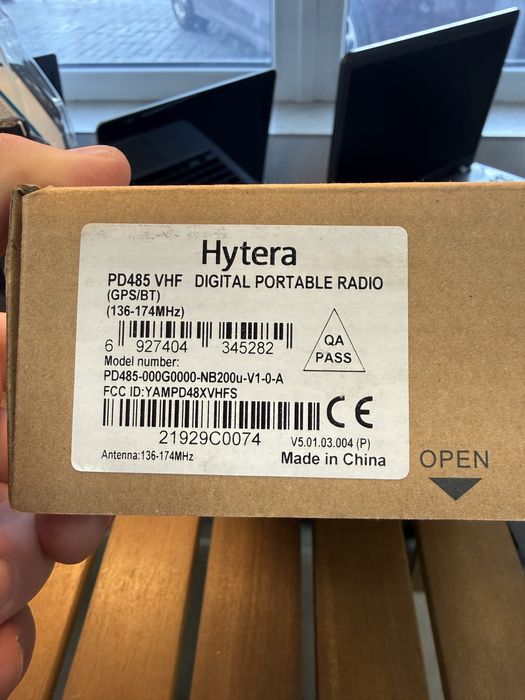 Hytera
PD485 VHF DIGITAL PORTABLE RADIO
(GPS/BT)
(136-174MHz)
6 927404 345282
QA
PASS
Model number:
PD485-000G0000-NB200u-V1-0-A
FCC ID:YAMPD48XVHFS
CE
21929C0074
V5.01.03.004 (P)
Antenna:136-174MHz
Made in China
OPEN